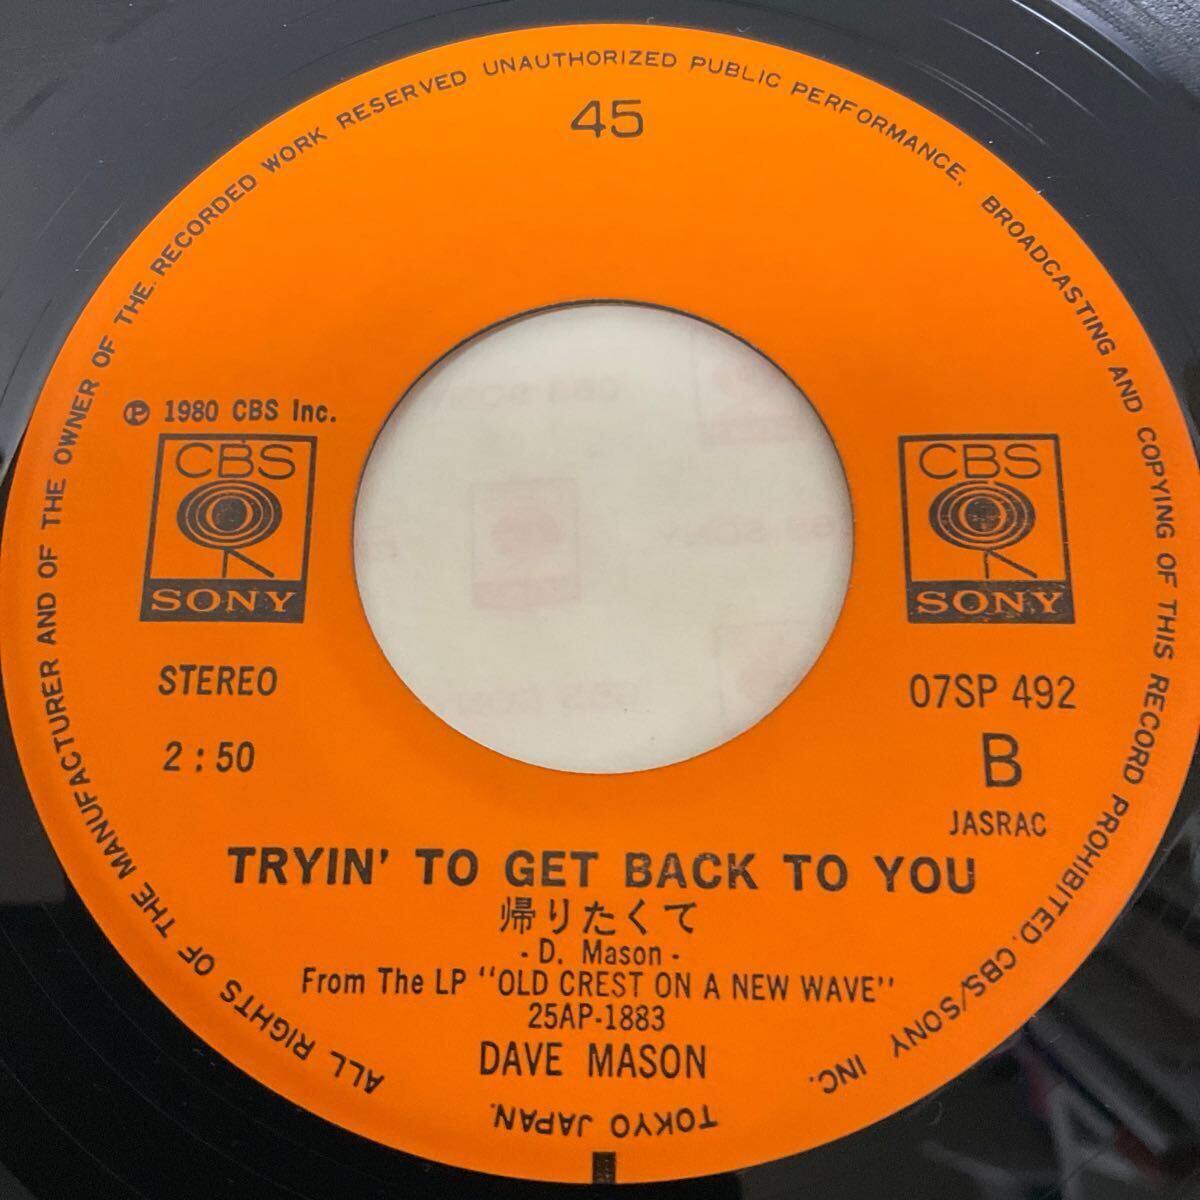 ALL RIGHTS OF THE MANUFACTURER AND OF THE OWNER OF THE RECORDED WORK RESERVED UNAUTHORIZED PUBLIC PERFORMANCE, BROADCASTING AND COPYING OF THIS RECORD PROHIBITED. CBS/SONY INC.
TOKYO JAPAN.
45
℗ 1980 CBS Inc.
CBS
SONY
CBS
SONY
STEREO
2:50
07SP 492
B
JASRAC
TRYIN' TO GET BACK TO YOU
帰りたくて
- D. Mason -
From The LP "OLD CREST ON A NEW WAVE"
25AP-1883
DAVE MASON